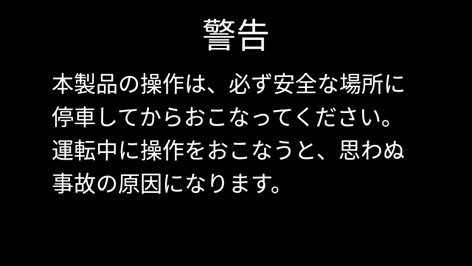 警告
本製品の操作は、必ず安全な場所に
停車してからおこなってください。
運転中に操作をおこなうと、思わぬ
事故の原因になります。